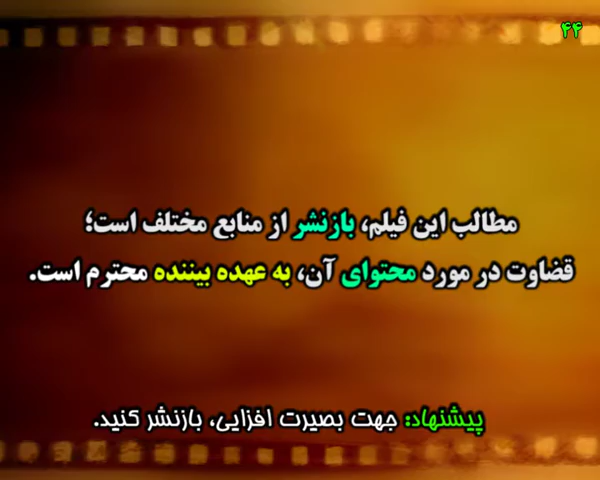 ۴۴
مطالب این فیلم، بازنشر از منابع مختلف است؛
قضاوت در مورد محتوای آن، به عهده بیننده محترم است.
پیشنهاد: جهت بصیرت افزایی، بازنشر کنید.